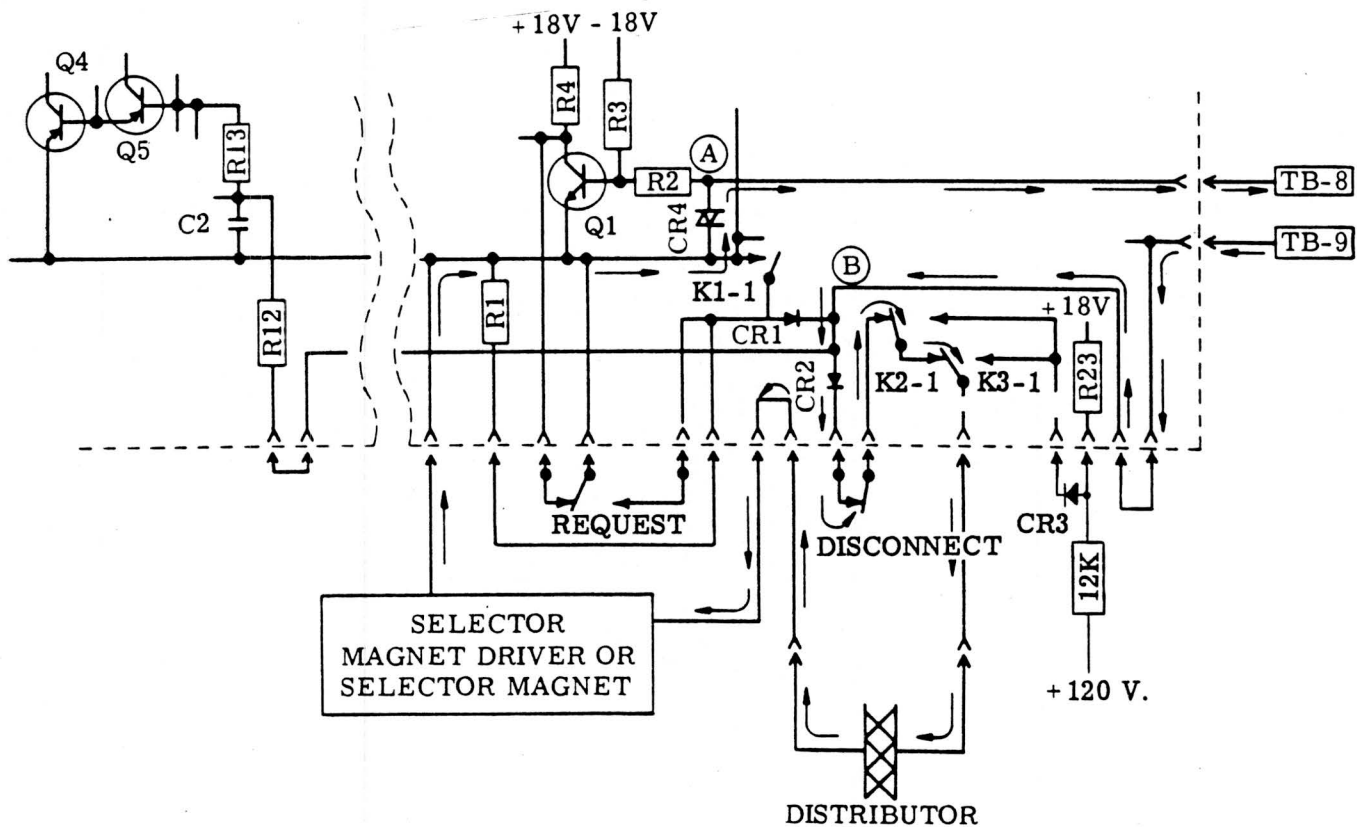 + 18V - 18V
Q4
Q5
R13
C2
R12
R4
R3
R2
A
Q1
CR4
TB-8
TB-9
K1-1
B
R1
CR1
CR2
K2-1
K3-1
+ 18V
R23
REQUEST
DISCONNECT
CR3
12K
SELECTOR
MAGNET DRIVER OR
SELECTOR MAGNET
+ 120 V.
DISTRIBUTOR